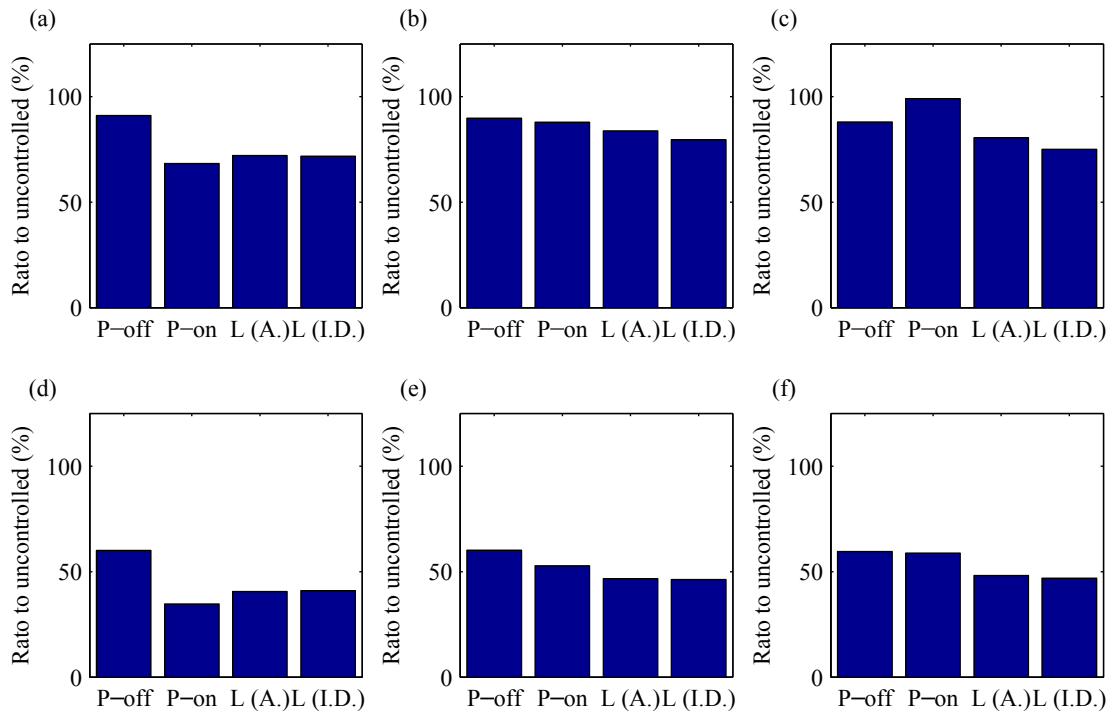 (a)
(b)
(c)
Rato to uncontrolled (%)
100
50
0
P−off P−on L (A.) L (I.D.)
Rato to uncontrolled (%)
100
50
0
P−off P−on L (A.) L (I.D.)
Rato to uncontrolled (%)
100
50
0
P−off P−on L (A.) L (I.D.)
(d)
(e)
(f)
Rato to uncontrolled (%)
100
50
0
P−off P−on L (A.) L (I.D.)
Rato to uncontrolled (%)
100
50
0
P−off P−on L (A.) L (I.D.)
Rato to uncontrolled (%)
100
50
0
P−off P−on L (A.) L (I.D.)